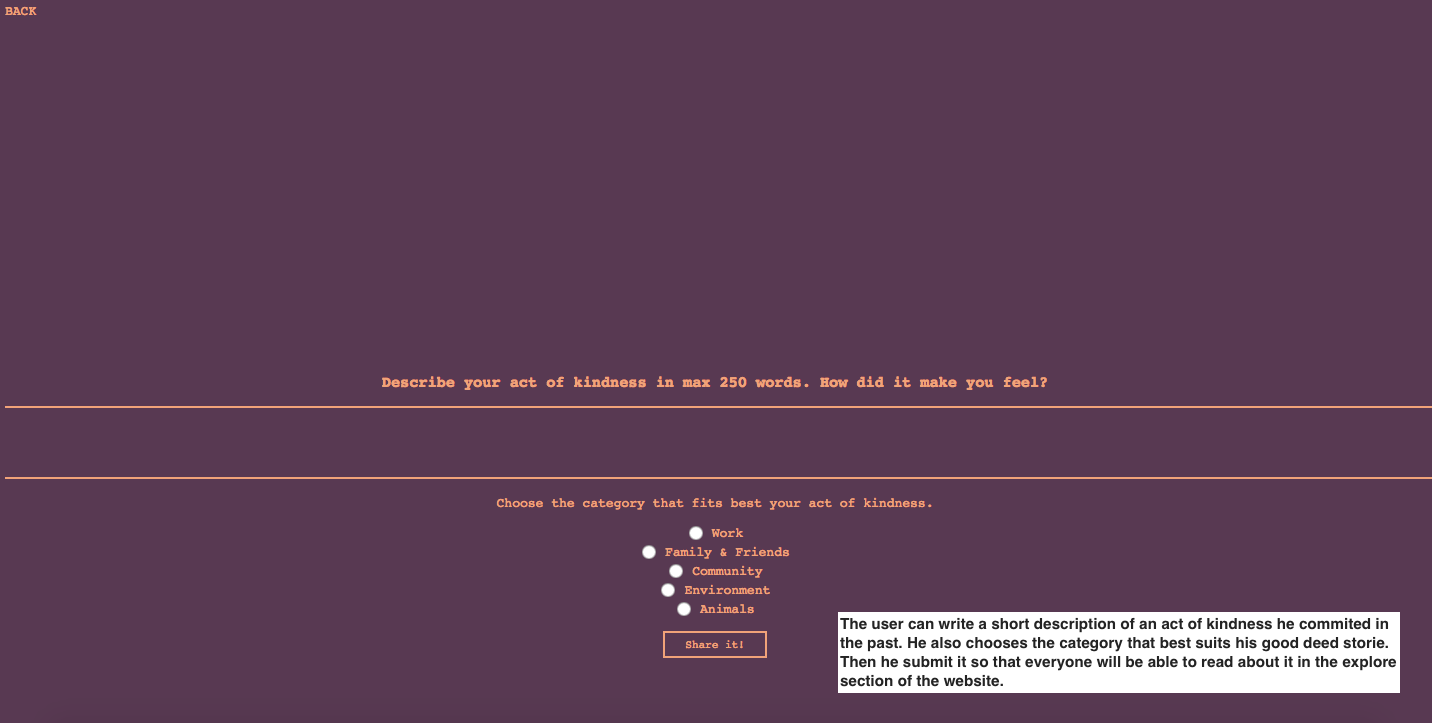 BACK
Describe your act of kindness in max 250 words. How did it make you feel?
Choose the category that fits best your act of kindness.
Work
Family & Friends
Community
Environment
Animals
Share it!
The user can write a short description of an act of kindness he commited in
the past. He also chooses the category that best suits his good deed storie.
Then he submit it so that everyone will be able to read about it in the explore
section of the website.